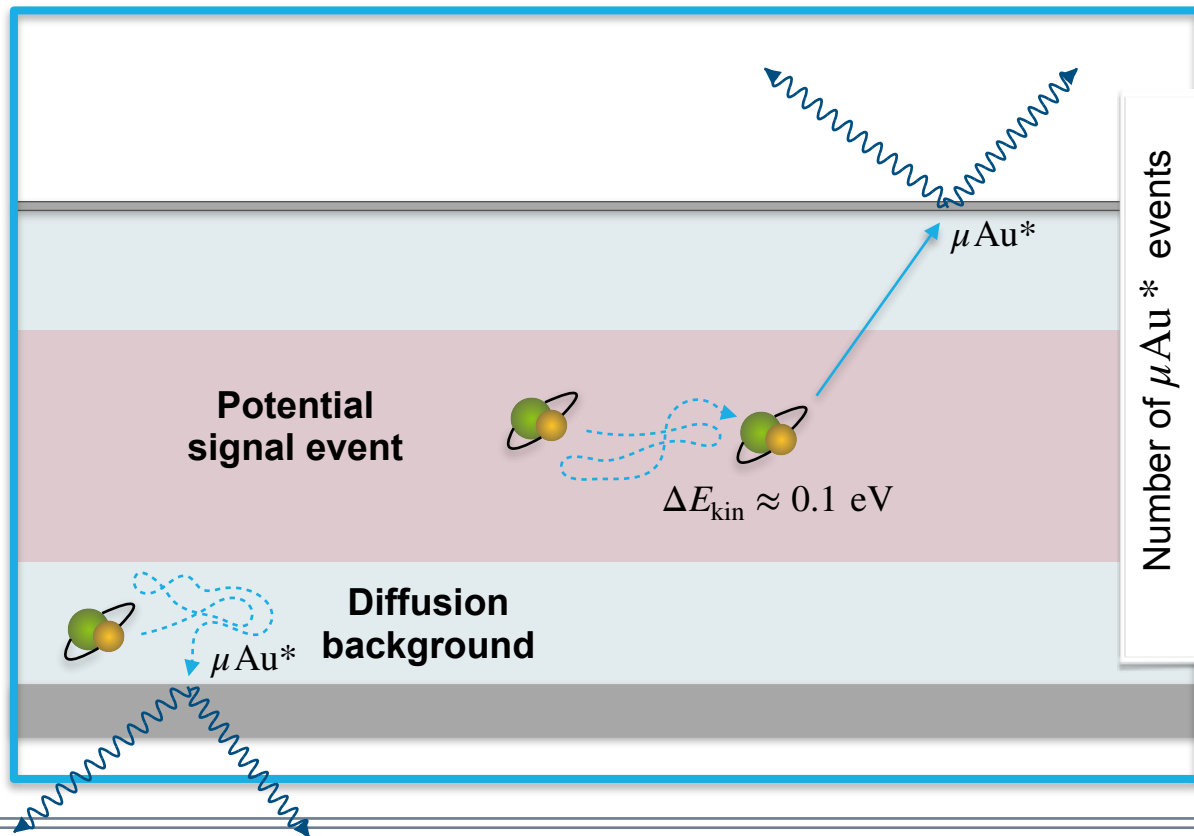 μAu*
Number of μAu* events
Potential
signal event
ΔE_kin ≈ 0.1 eV
Diffusion
background
μAu*